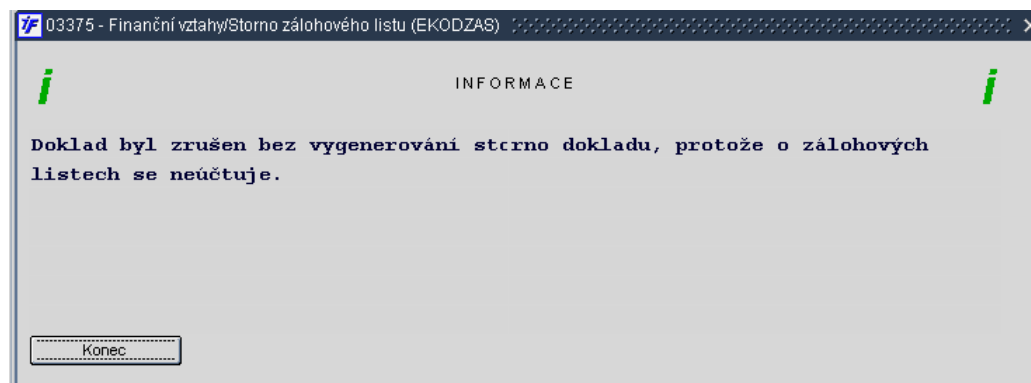 03375 - Finanční vztahy/Storno zálohového listu (EKODZAS)
INFORMACE
Doklad byl zrušen bez vygenerování storno dokladu, protože o zálohových
listech se neúčtuje.
Konec